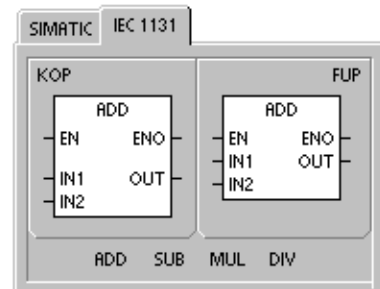 SIMATIC IEC 1131
KOP FUP
ADD ADD
EN ENO EN ENO
IN1 OUT IN1 OUT
IN2 IN2
ADD SUB MUL DIV